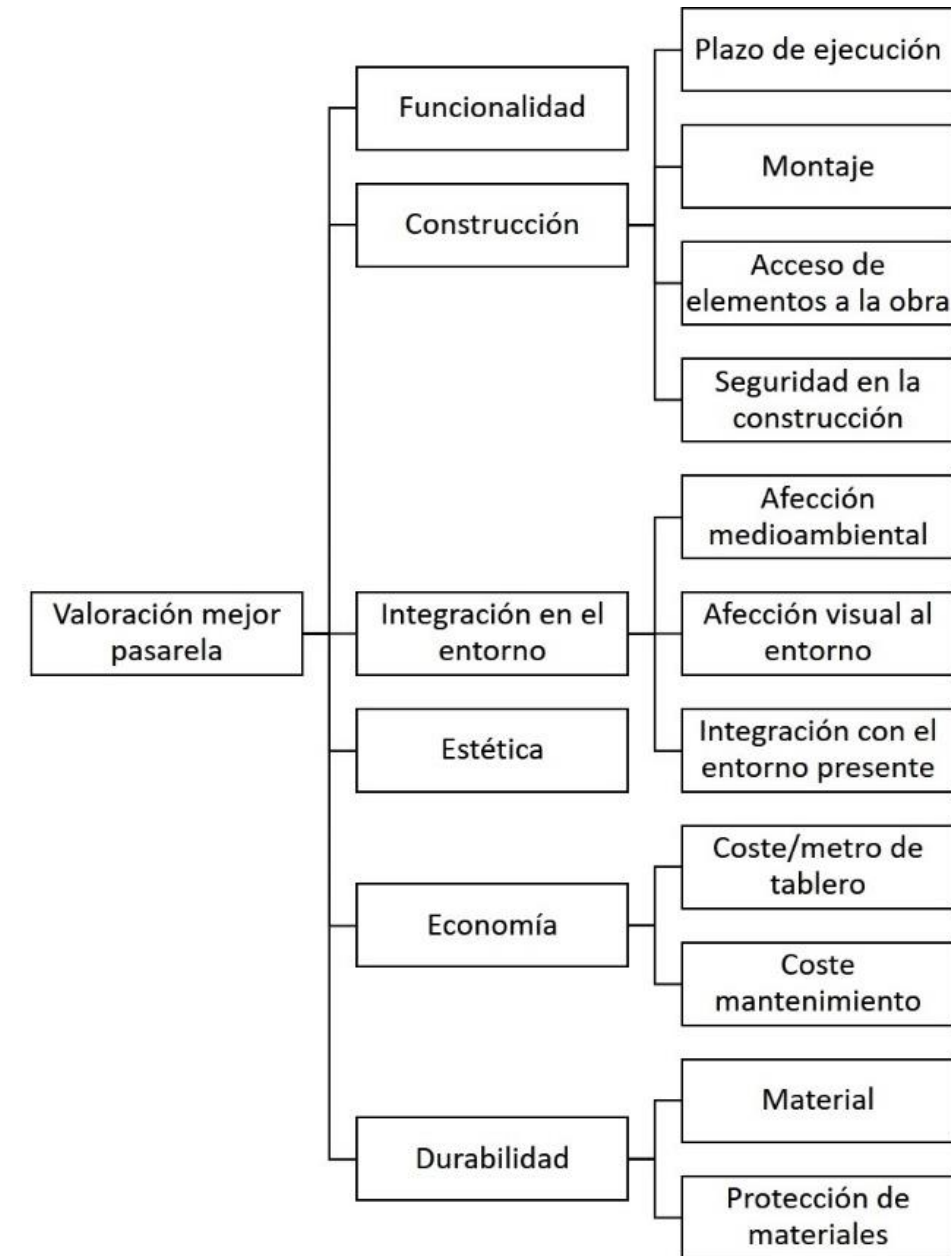 Valoración mejor
pasarela
Funcionalidad
Construcción
Plazo de ejecución
Montaje
Acceso de
elementos a la obra
Seguridad en la
construcción
Integración en el
entorno
Afección
medioambiental
Afección visual al
entorno
Integración con el
entorno presente
Estética
Economía
Coste/metro de
tablero
Coste
mantenimiento
Durabilidad
Material
Protección de
materiales